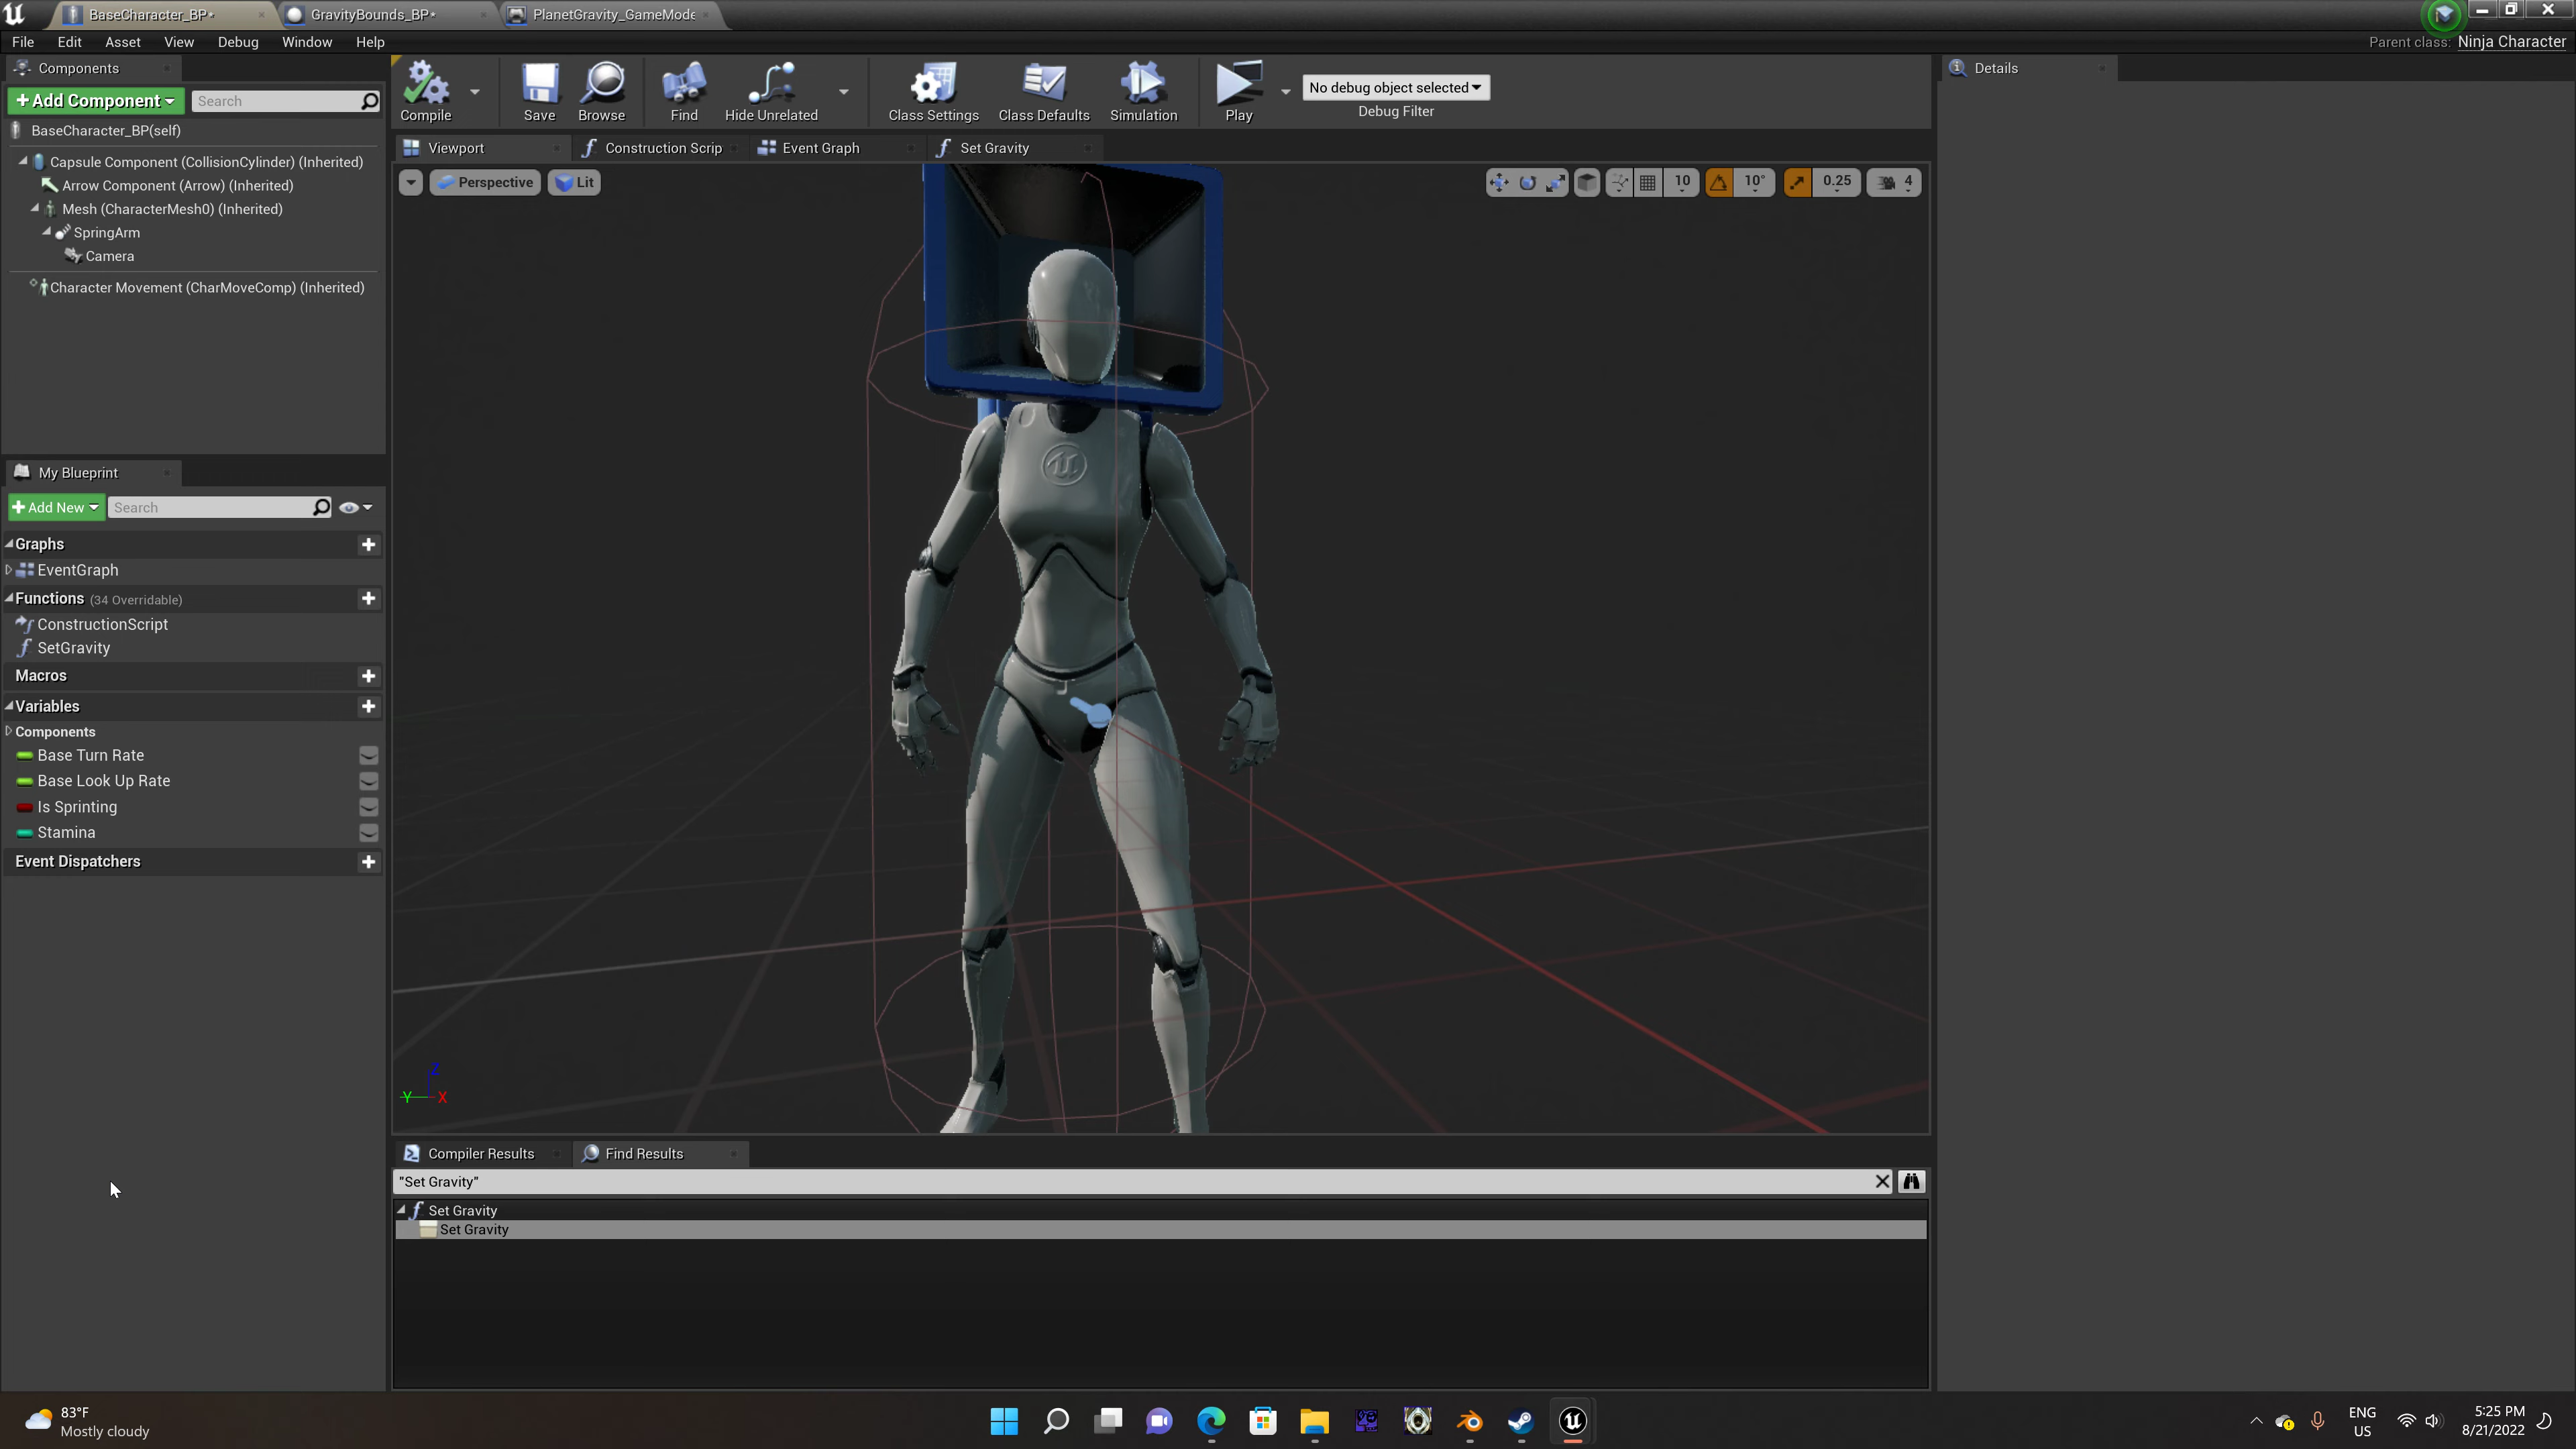 BaseCharacter_BP*
GravityBounds_BP*
PlanetGravity_GameMode
File Edit Asset View Debug Window Help
Parent class: Ninja Character
Components
Add Component
Search
BaseCharacter_BP(self)
Capsule Component (CollisionCylinder) (Inherited)
Arrow Component (Arrow) (Inherited)
Mesh (CharacterMesh0) (Inherited)
SpringArm
Camera
Character Movement (CharMoveComp) (Inherited)
My Blueprint
Add New
Search
Graphs
EventGraph
Functions (34 Overridable)
ConstructionScript
SetGravity
Macros
Variables
Components
Base Turn Rate
Base Look Up Rate
Is Sprinting
Stamina
Event Dispatchers
Compile
Save
Browse
Find
Hide Unrelated
Class Settings
Class Defaults
Simulation
Play
No debug object selected
Debug Filter
Viewport
Construction Scrip
Event Graph
Set Gravity
Perspective
Lit
10
10°
0.25
4
Z
Y
X
Compiler Results
Find Results
"Set Gravity"
Set Gravity
Set Gravity
Details
83°F
Mostly cloudy
ENG
US
5:25 PM
8/21/2022